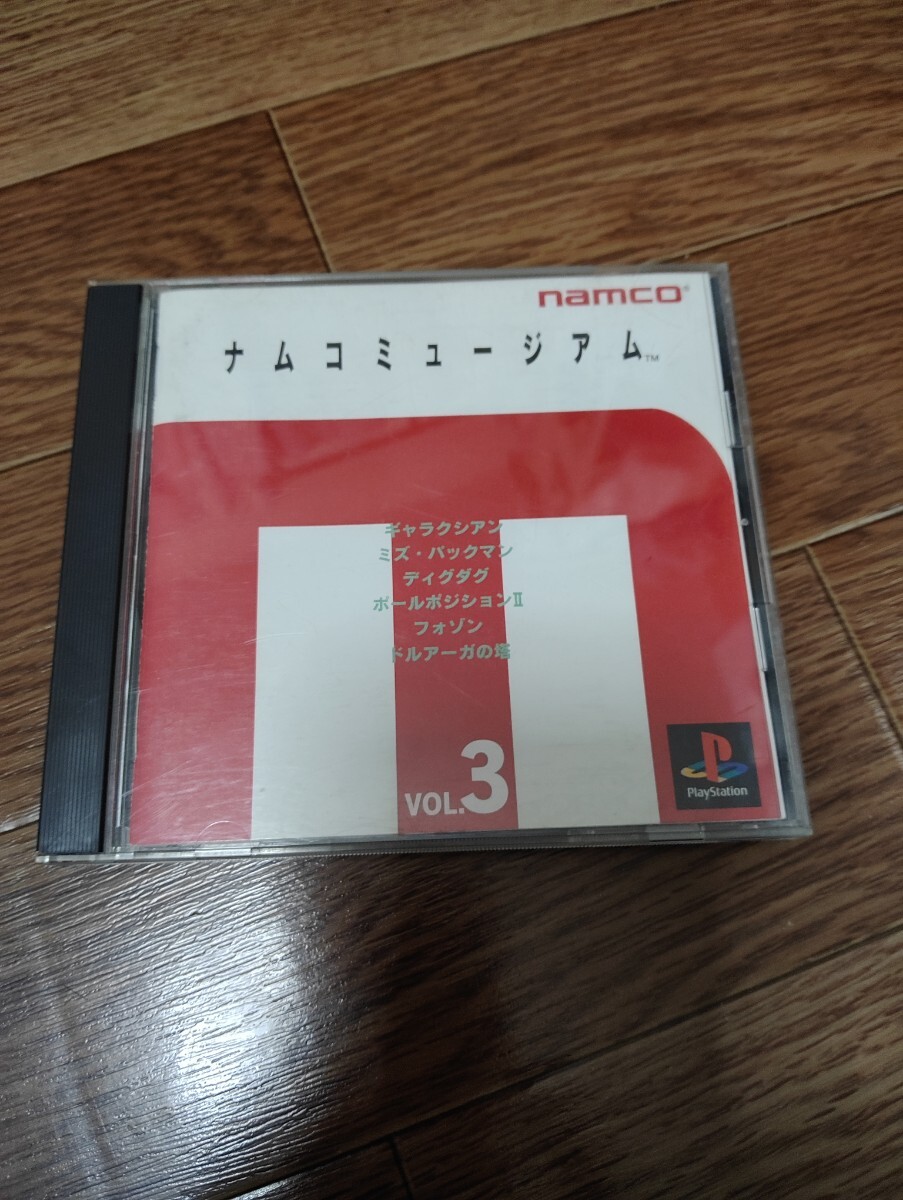 namco®
ナムコミュージアム™
ギャラクシアン
ミズ・パックマン
ディグダグ
ポールポジションⅡ
フォゾン
ドルアーガの塔
VOL.3
PlayStation